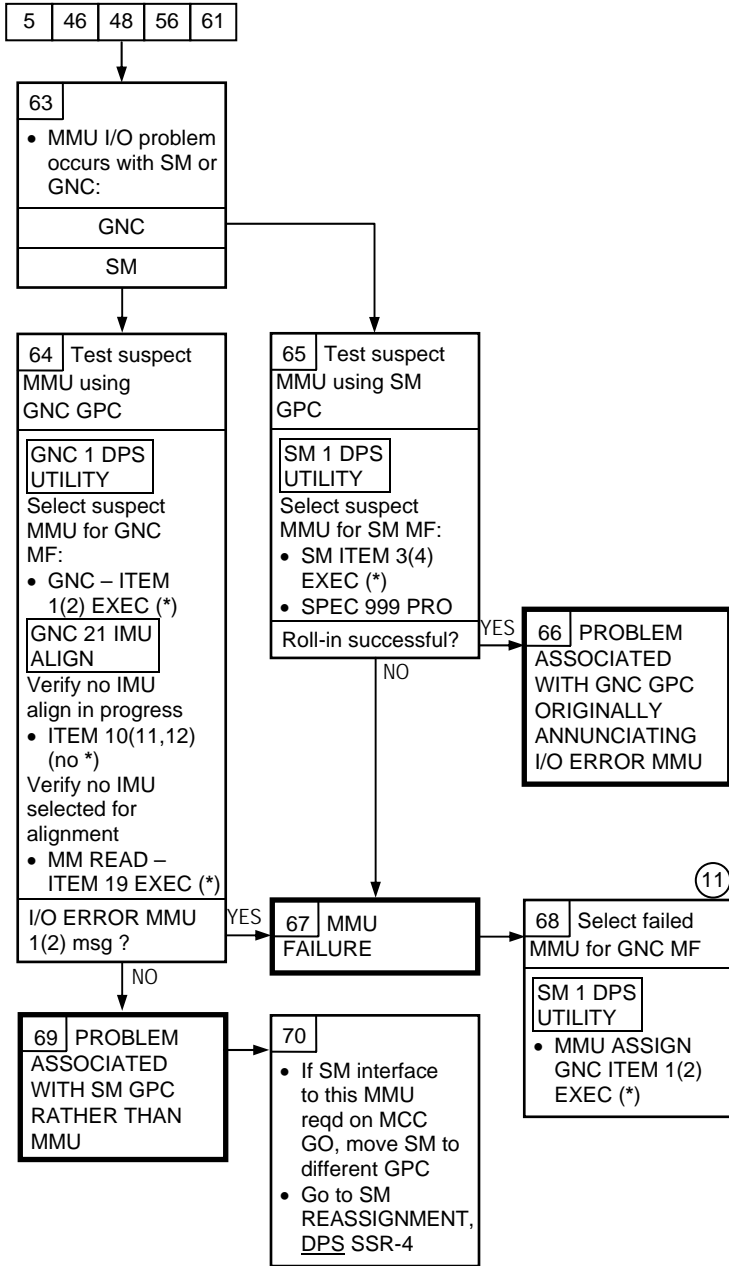 5 46 48 56 61
63
• MMU I/O problem
occurs with SM or
GNC:
GNC
SM
64 Test suspect
MMU using
GNC GPC
GNC 1 DPS
UTILITY
Select suspect
MMU for GNC
MF:
• GNC – ITEM
1(2) EXEC (*)
GNC 21 IMU
ALIGN
Verify no IMU
align in progress
• ITEM 10(11,12)
(no *)
Verify no IMU
selected for
alignment
• MM READ –
ITEM 19 EXEC (*)
I/O ERROR MMU
1(2) msg ?
YES
NO
65 Test suspect
MMU using SM
GPC
SM 1 DPS
UTILITY
Select suspect
MMU for SM MF:
• SM ITEM 3(4)
EXEC (*)
• SPEC 999 PRO
Roll-in successful?
YES
NO
66 PROBLEM
ASSOCIATED
WITH GNC GPC
ORIGINALLY
ANNUNCIATING
I/O ERROR MMU
67 MMU
FAILURE
11
68 Select failed
MMU for GNC MF
SM 1 DPS
UTILITY
• MMU ASSIGN
GNC ITEM 1(2)
EXEC (*)
69 PROBLEM
ASSOCIATED
WITH SM GPC
RATHER THAN
MMU
70
• If SM interface
to this MMU
reqd on MCC
GO, move SM to
different GPC
• Go to SM
REASSIGNMENT,
DPS SSR-4